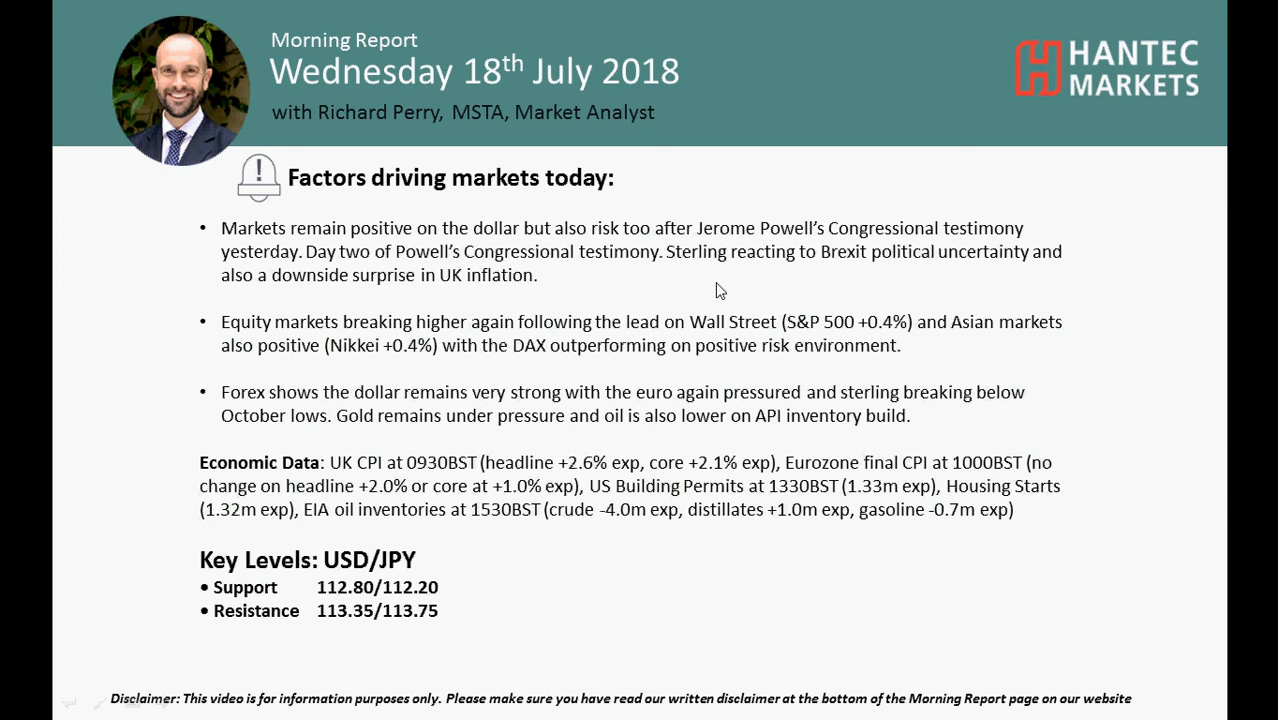 Morning Report
Wednesday 18th July 2018
with Richard Perry, MSTA, Market Analyst
HANTEC
MARKETS
! Factors driving markets today:
• Markets remain positive on the dollar but also risk too after Jerome Powell’s Congressional testimony
yesterday. Day two of Powell’s Congressional testimony. Sterling reacting to Brexit political uncertainty and
also a downside surprise in UK inflation.
• Equity markets breaking higher again following the lead on Wall Street (S&P 500 +0.4%) and Asian markets
also positive (Nikkei +0.4%) with the DAX outperforming on positive risk environment.
• Forex shows the dollar remains very strong with the euro again pressured and sterling breaking below
October lows. Gold remains under pressure and oil is also lower on API inventory build.
Economic Data: UK CPI at 0930BST (headline +2.6% exp, core +2.1% exp), Eurozone final CPI at 1000BST (no
change on headline +2.0% or core at +1.0% exp), US Building Permits at 1330BST (1.33m exp), Housing Starts
(1.32m exp), EIA oil inventories at 1530BST (crude -4.0m exp, distillates +1.0m exp, gasoline -0.7m exp)
Key Levels: USD/JPY
• Support 112.80/112.20
• Resistance 113.35/113.75
Disclaimer: This video is for information purposes only. Please make sure you have read our written disclaimer at the bottom of the Morning Report page on our website